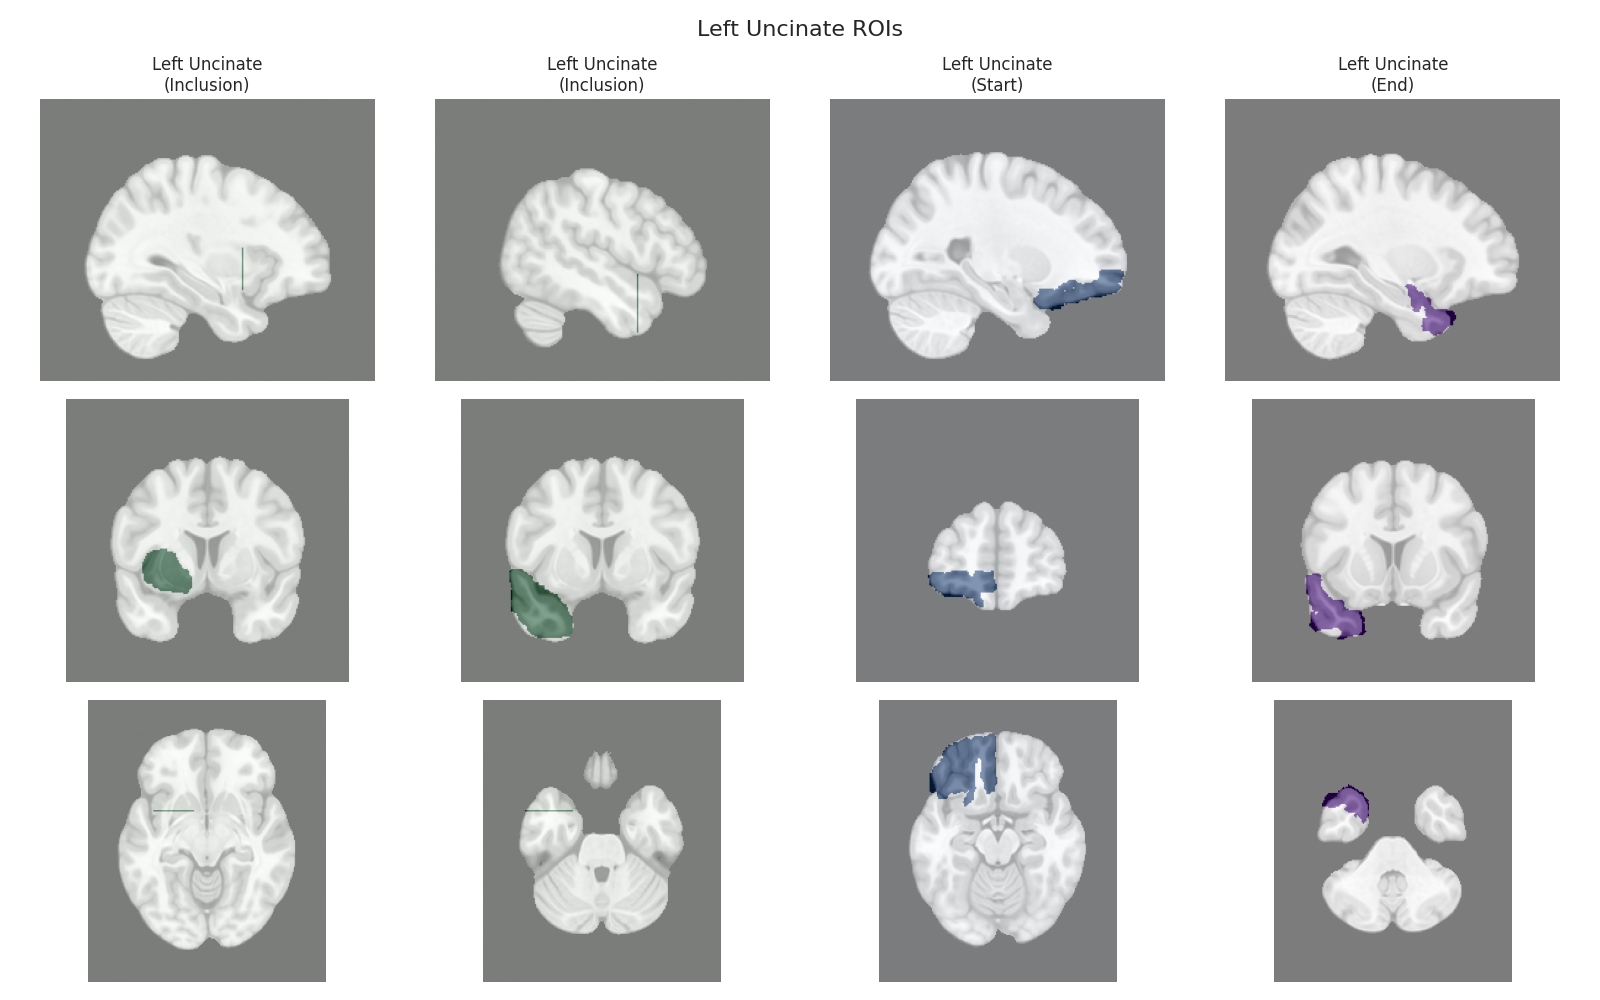 Left Uncinate ROIs
Left Uncinate
(Inclusion)
Left Uncinate
(Inclusion)
Left Uncinate
(Start)
Left Uncinate
(End)